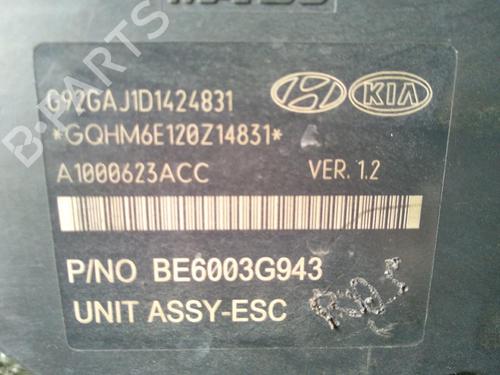 G92GAJ1D1424831
KIA
*GQHM6E120Z14831*
A1000623ACC VER. 1.2
P/NO BE6003G943
UNIT ASSY-ESC
B-PARTS